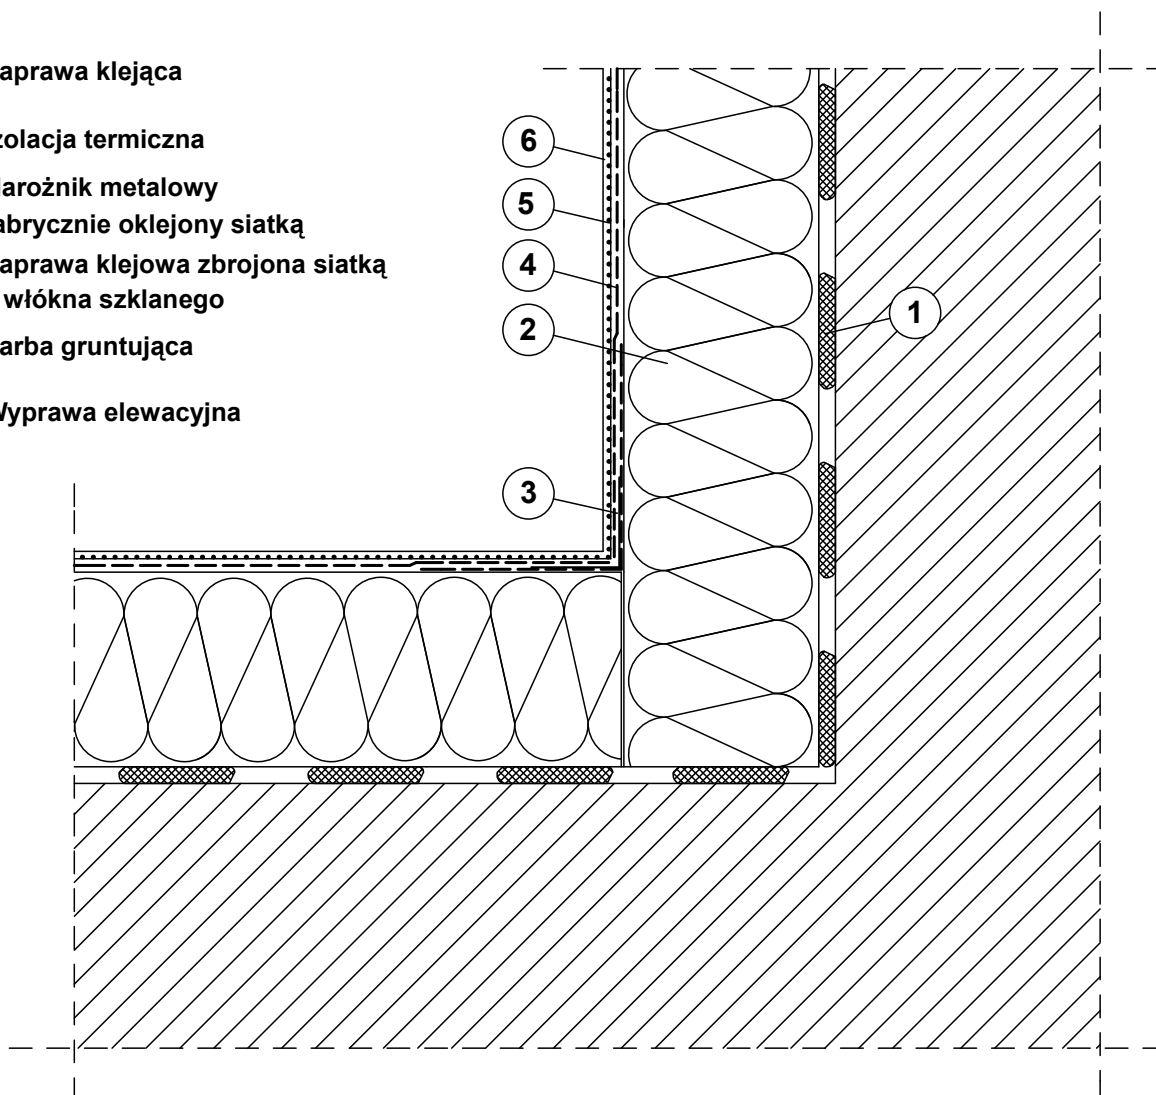 aprawa klejąca
zolacja termiczna
arożnik metalowy
abrycznie oklejony siatką
aprawa klejowa zbrojona siatką
włókna szklanego
arba gruntująca
yprawa elewacyjna
6
5
4
2
1
3